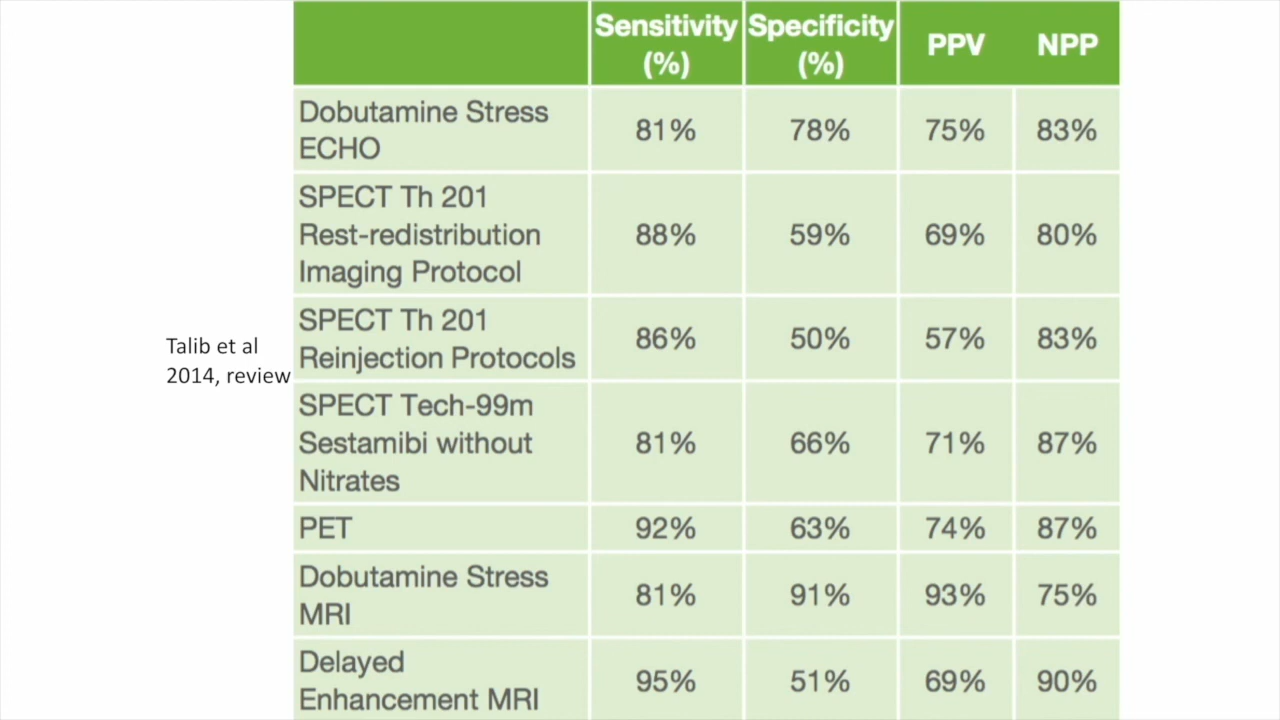 Sensitivity Specificity PPV NPP
(%) (%)
Dobutamine Stress
ECHO 81% 78% 75% 83%
SPECT Th 201
Rest-redistribution 88% 59% 69% 80%
Imaging Protocol
SPECT Th 201
Reinjection Protocols 86% 50% 57% 83%
Talib et al
2014, review
SPECT Tech-99m
Sestamibi without 81% 66% 71% 87%
Nitrates
PET 92% 63% 74% 87%
Dobutamine Stress
MRI 81% 91% 93% 75%
Delayed
Enhancement MRI 95% 51% 69% 90%